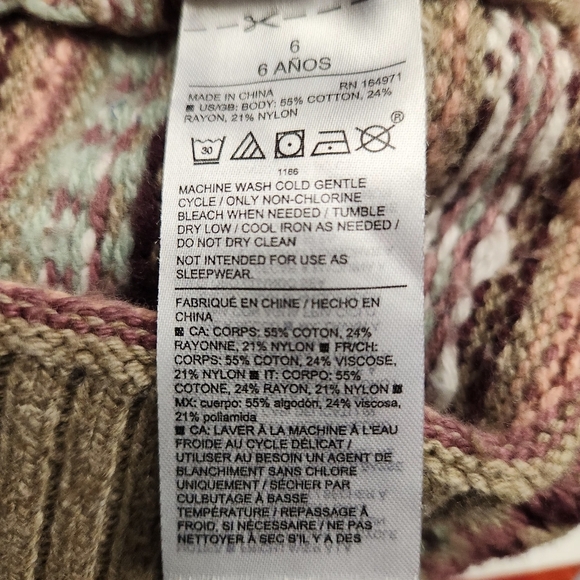 6
6 AÑOS
RN 164971
MADE IN CHINA
US/GB: BODY: 55% COTTON, 24%
RAYON, 21% NYLON
30
®
1166
MACHINE WASH COLD GENTLE
CYCLE / ONLY NON-CHLORINE
BLEACH WHEN NEEDED / TUMBLE
DRY LOW / COOL IRON AS NEEDED /
DO NOT DRY CLEAN
NOT INTENDED FOR USE AS
SLEEPWEAR.
FABRIQUÉ EN CHINE / HECHO EN
CHINA
CA: CORPS: 55% COTON, 24%
RAYONNE, 21% NYLON FR/CH:
CORPS: 55% COTON, 24% VISCOSE,
21% NYLON IT: CORPO: 55%
COTONE, 24% RAYON, 21% NYLON
MX: cuerpo: 55% algodón, 24% viscosa,
21% poliamida
CA: LAVER À LA MACHINE À L'EAU
FROIDE AU CYCLE DÉLICAT /
UTILISER AU BESOIN UN AGENT DE
BLANCHIMENT SANS CHLORE
UNIQUEMENT / SÉCHER PAR
CULBUTAGE À BASSE
TEMPÉRATURE / REPASSAGE À
FROID, SI NÉCESSAIRE / NE PAS
NETTOYER À SEC S'IL Y A DES